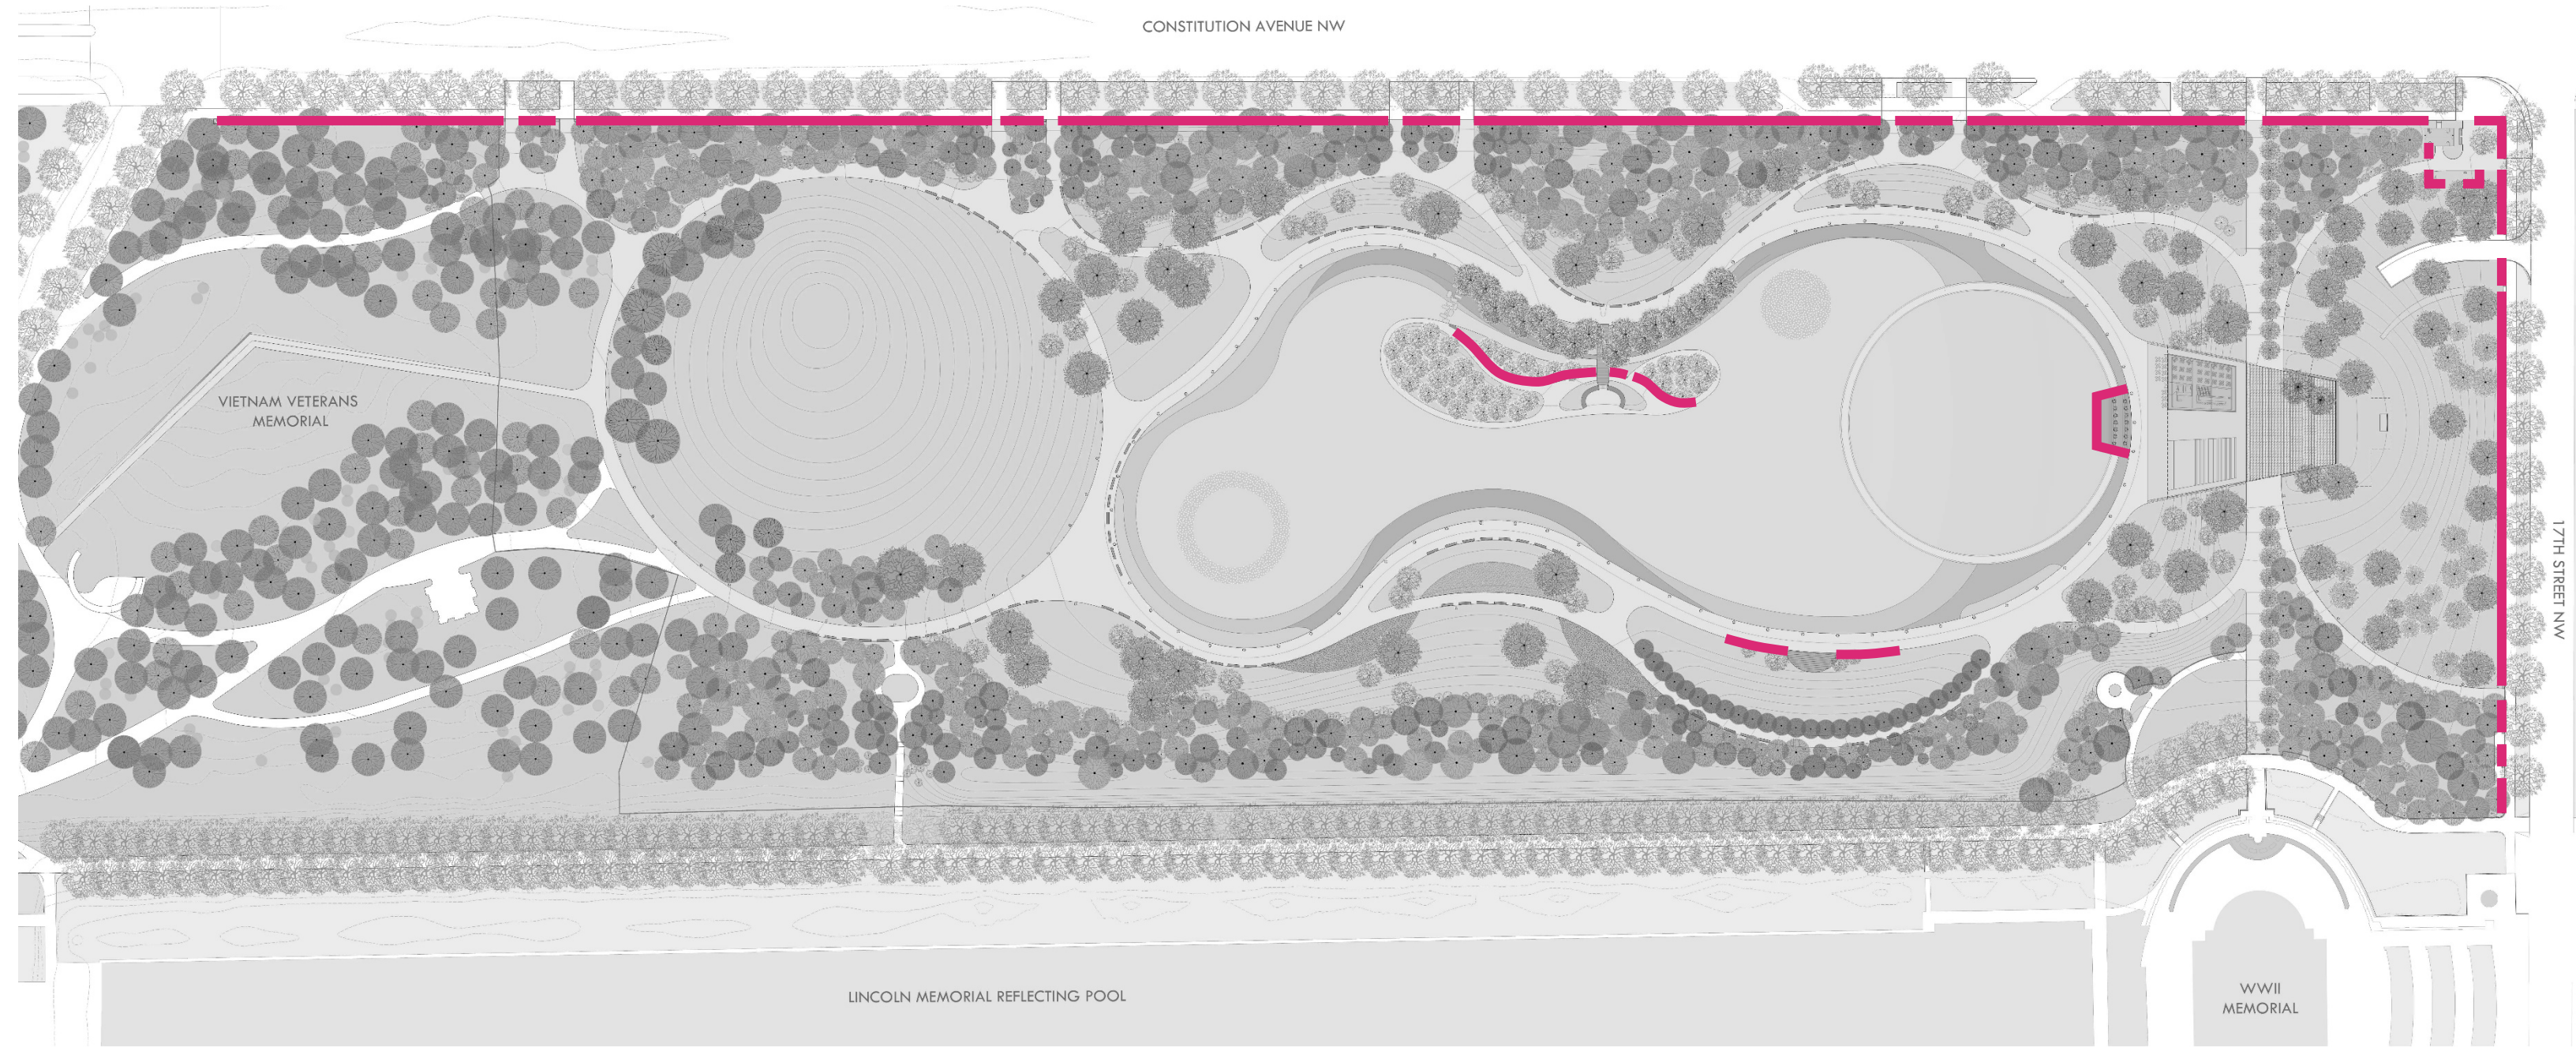 CONSTITUTION AVENUE NW
VIETNAM VETERANS
MEMORIAL
17TH STREET NW
LINCOLN MEMORIAL REFLECTING POOL
WWII
MEMORIAL